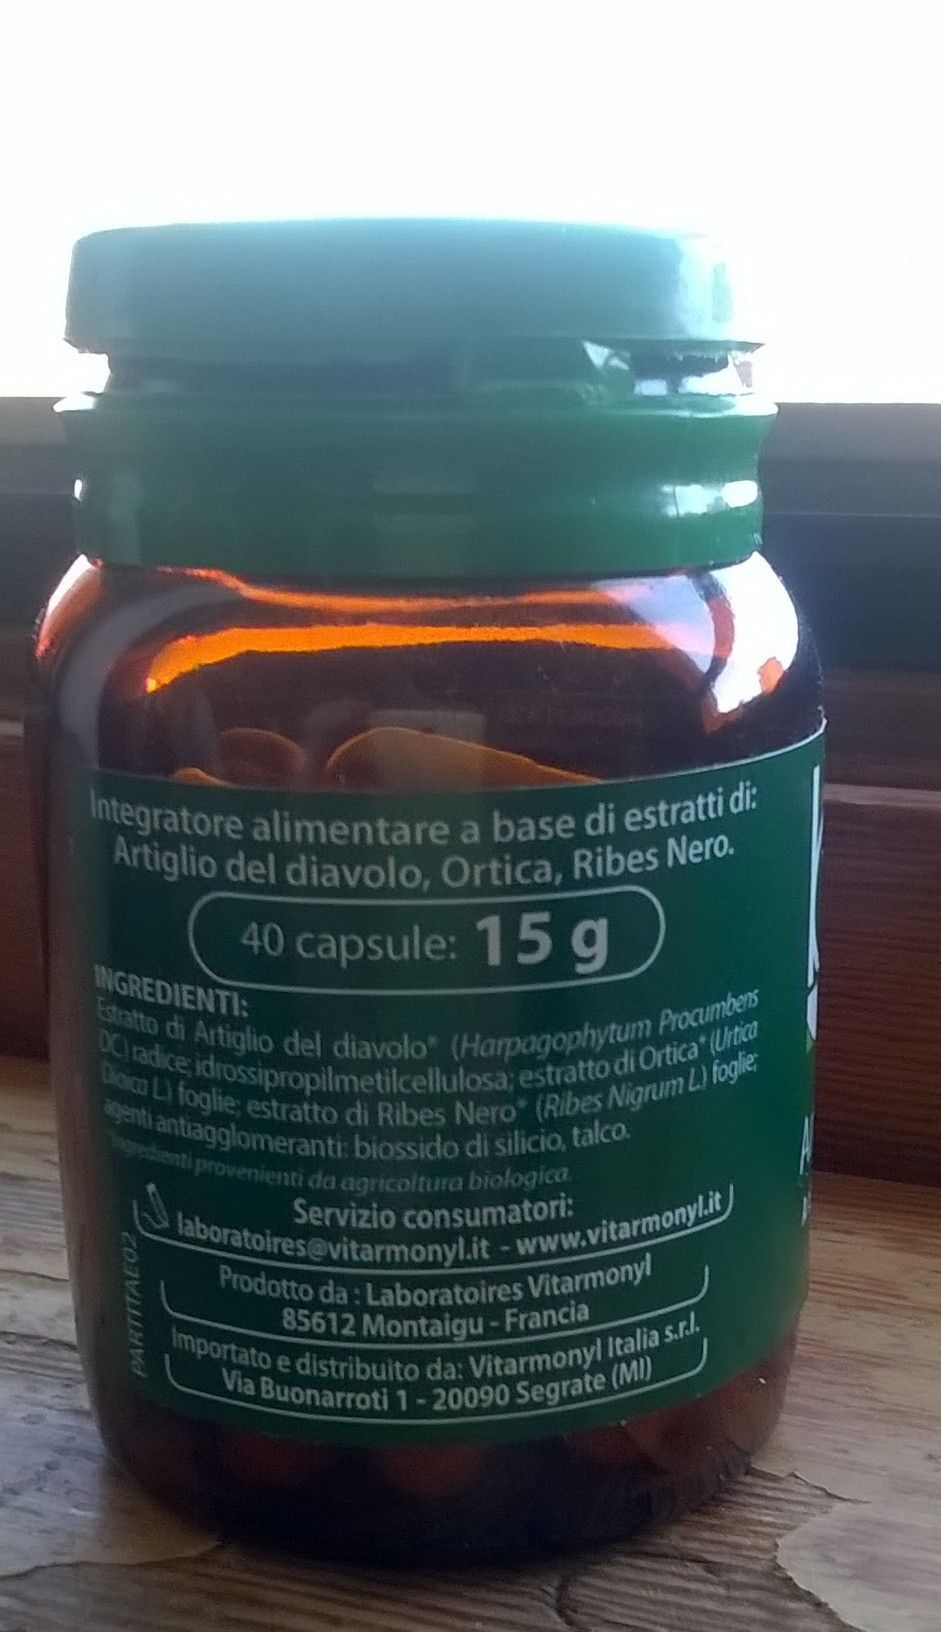 Integratore alimentare a base di estratti di:
Artiglio del diavolo, Ortica, Ribes Nero.
40 capsule: 15 g
INGREDIENTI:
Estratto di Artiglio del diavolo* (Harpagophytum Procumbens
DC) radice; idrossipropilmetilcellulosa; estratto di Ortica* (Urtica
Dioica L.) foglie; estratto di Ribes Nero* (Ribes Nigrum L.) foglie;
agenti antiagglomeranti: biossido di silicio, talco.
*Ingredienti provenienti da agricoltura biologica.
Servizio consumatori:
laboratoires@vitarmonyl.it - www.vitarmonyl.it
Prodotto da : Laboratoires Vitarmonyl
85612 Montaigu - Francia
Importato e distribuito da: Vitarmonyl Italia s.r.l.
Via Buonarroti 1 - 20090 Segrate (MI)
PARTITAE02